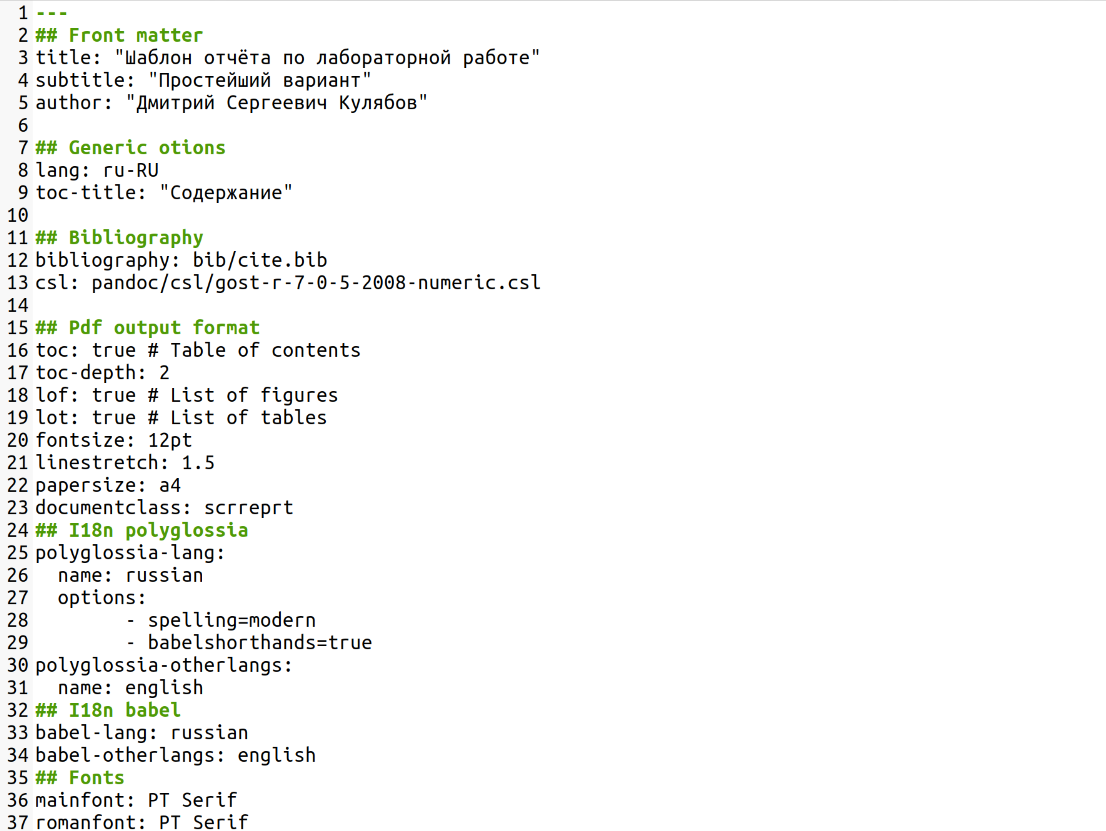 1 ---
2 ## Front matter
3 title: "Шаблон отчёта по лабораторной работе"
4 subtitle: "Простейший вариант"
5 author: "Дмитрий Сергеевич Кулябов"
6
7 ## Generic otions
8 lang: ru-RU
9 toc-title: "Содержание"
10
11 ## Bibliography
12 bibliography: bib/cite.bib
13 csl: pandoc/csl/gost-r-7-0-5-2008-numeric.csl
14
15 ## Pdf output format
16 toc: true # Table of contents
17 toc-depth: 2
18 lof: true # List of figures
19 lot: true # List of tables
20 fontsize: 12pt
21 linestretch: 1.5
22 papersize: a4
23 documentclass: scrreprt
24 ## I18n polyglossia
25 polyglossia-lang:
26   name: russian
27   options:
28         - spelling=modern
29         - babelshorthands=true
30 polyglossia-otherlangs:
31   name: english
32 ## I18n babel
33 babel-lang: russian
34 babel-otherlangs: english
35 ## Fonts
36 mainfont: PT Serif
37 romanfont: PT Serif